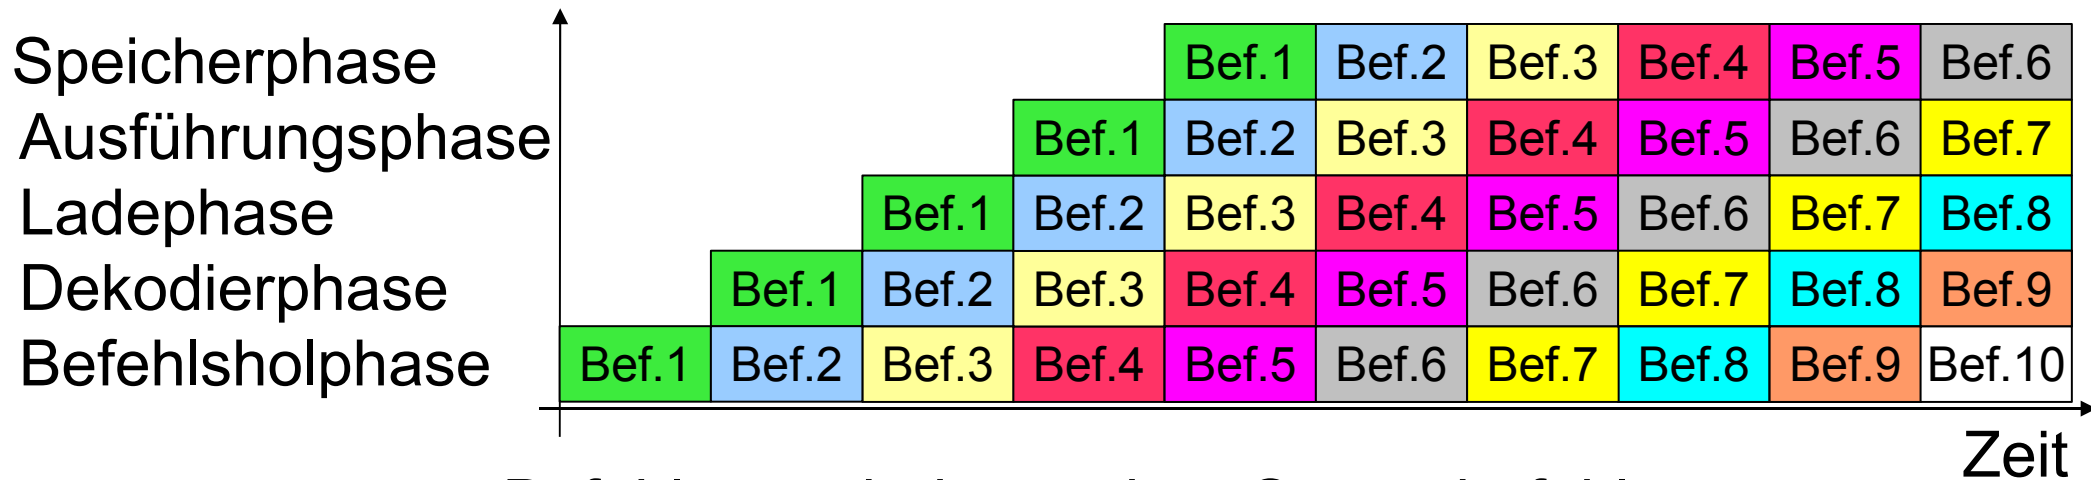 Speicherphase Bef.1 Bef.2 Bef.3 Bef.4 Bef.5 Bef.6
Ausführungsphase Bef.1 Bef.2 Bef.3 Bef.4 Bef.5 Bef.6 Bef.7
Ladephase Bef.1 Bef.2 Bef.3 Bef.4 Bef.5 Bef.6 Bef.7 Bef.8
Dekodierphase Bef.1 Bef.2 Bef.3 Bef.4 Bef.5 Bef.6 Bef.7 Bef.8 Bef.9
Befehlsholphase Bef.1 Bef.2 Bef.3 Bef.4 Bef.5 Bef.6 Bef.7 Bef.8 Bef.9 Bef.10
Zeit